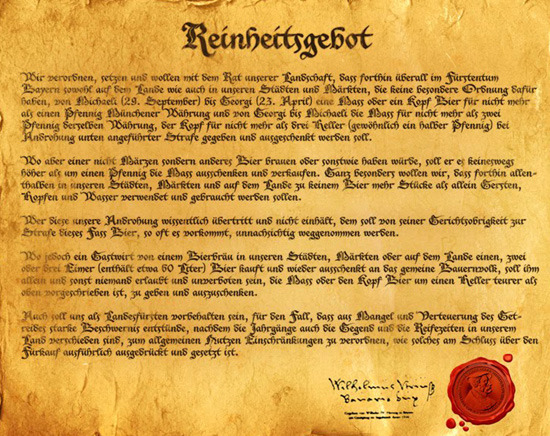 Reinheitsgebot
Wir verordnen, setzen und wollen mit dem Rat unserer Landschaft, dass forthin überall im Fürstentum
Bayern sowohl auf dem Lande wie auch in unseren Städten und Märkten, die keine besondere Ordnung dafür
haben, von Michaeli (29. September) bis Georgi (23. April) eine Mass oder ein Kopf Bier für nicht mehr
als einen Pfennig Münchener Währung und von Georgi bis Michaeli die Mass für nicht mehr als zwei
Pfennig derselben Währung, der Kopf für nicht mehr als drei Heller (gewöhnlich ein halber Pfennig) bei
Androhung unten angeführter Strafe gegeben und ausgeschenkt werden soll.
Wo aber einer nicht Märzen sondern anderes Bier brauen oder sonstwie haben würde, soll er es keineswegs
höher als um einen Pfennig die Mass ausschenken und verkaufen. Ganz besonders wollen wir, dass forthin allen-
thalben in unseren Städten, Märkten und auf dem Lande zu keinem Bier mehr Stücke als allein Gersten,
Hopfen und Wasser verwendet und gebraucht werden sollen.
Wer diese unsere Androhung wissentlich übertritt und nicht einhält, dem soll von seiner Gerichtsobrigkeit zur
Strafe dieses Fass Bier, so oft es vorkommt, unnachsichtig weggenommen werden.
Wo jedoch ein Gastwirt von einem Bierbräu in unseren Städten, Märkten oder auf dem Lande einen, zwei
oder drei Eimer (enthält etwa 60 Liter) Bier kauft und wieder ausschenkt an das gemeine Bauernvolk, soll ihm
allein und sonst niemand erlaubt und unverboten sein, die Mass oder den Kopf Bier um einen Heller teurer als
oben vorgeschrieben ist, zu geben und auszuschenken.
Auch soll uns als Landesfürsten vorbehalten sein, für den Fall, dass aus Mangel und Verteuerung des Get-
reides starke Beschwernis entstünde, nachdem die Jahrgänge auch die Gegend und die Reifezeiten in unserem
Land verschieden sind, zum allgemeinen Nutzen Einschränkungen zu verordnen, wie solches am Schluss über den
Fürkauf ausführlich ausgedrückt und gesetzt ist.
Wilhelmus